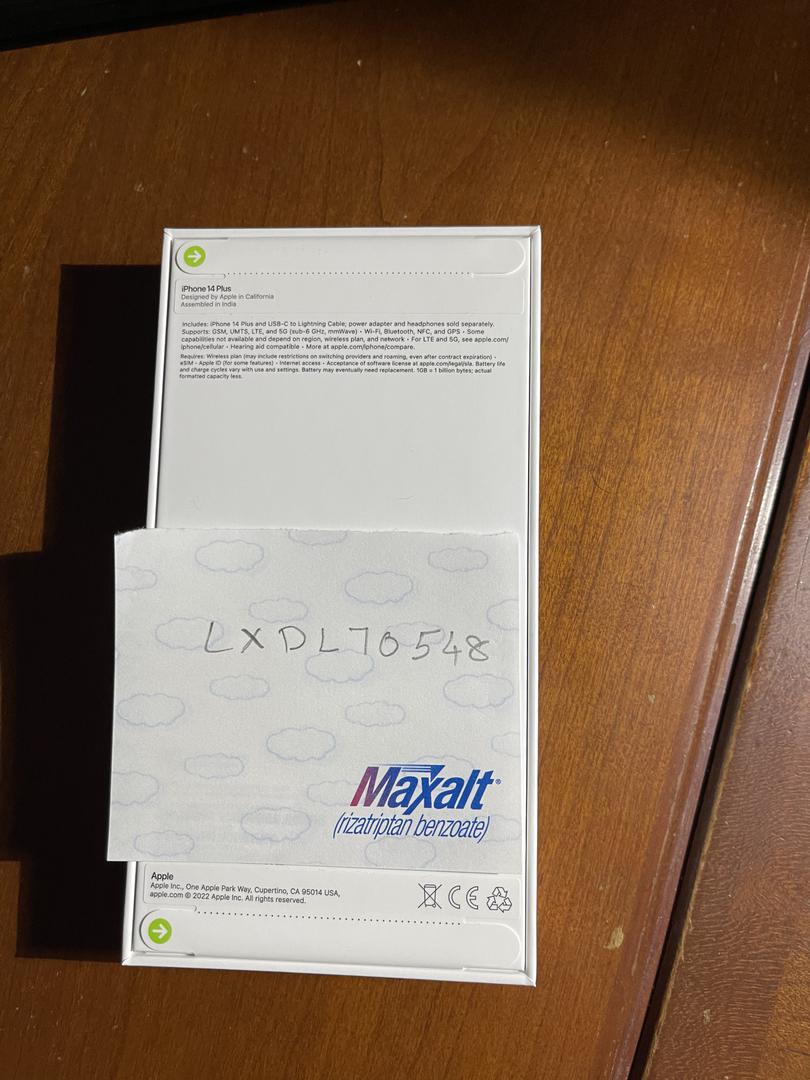 iPhone 14 Plus
Designed by Apple in California
Assembled in India
Includes: iPhone 14 Plus and USB-C to Lightning Cable; power adapter and headphones sold separately.
Supports: GSM, UMTS, LTE, and 5G (sub-6 GHz, mmWave) • Wi-Fi, Bluetooth, NFC, and GPS • Some
capabilities not available and depend on region, wireless plan, and network • For LTE and 5G, see apple.com/
iphone/cellular • Hearing aid compatible • More at apple.com/iphone/compare.
Requires: Wireless plan (may include restrictions on switching providers and roaming, even after contract expiration) •
eSIM • Apple ID (for some features) • Internet access • Acceptance of software license at apple.com/legal/sla. Battery life
and charge cycles vary with use and settings. Battery may eventually need replacement. 1GB = 1 billion bytes; actual
formatted capacity less.
LXDL70548
Maxalt®
(rizatriptan benzoate)
Apple
Apple Inc., One Apple Park Way, Cupertino, CA 95014 USA,
apple.com © 2022 Apple Inc. All rights reserved.
CE